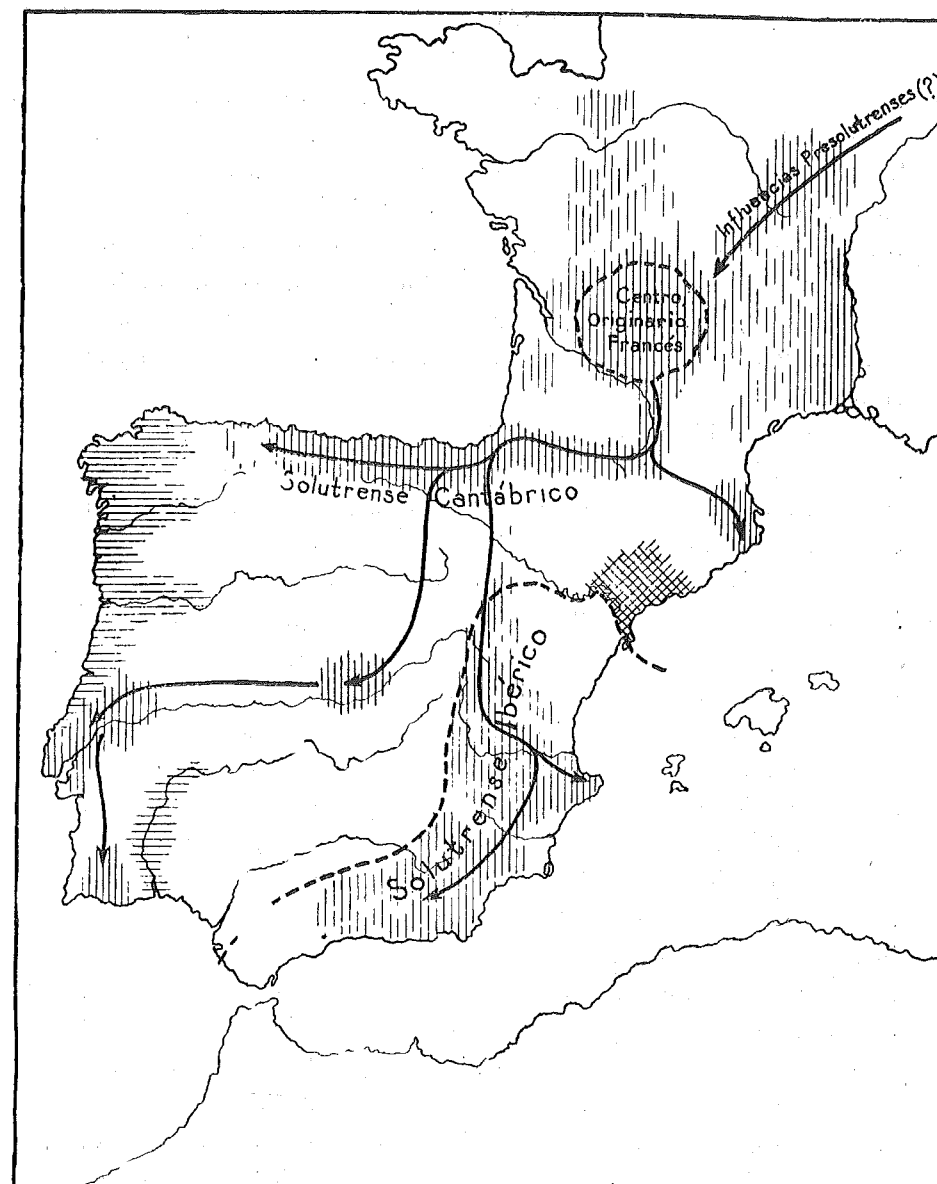 Influencias Presolutrenses (?)
Centro
Originario
Francés
Solutrense Cantábrico
Solutrense Ibérico